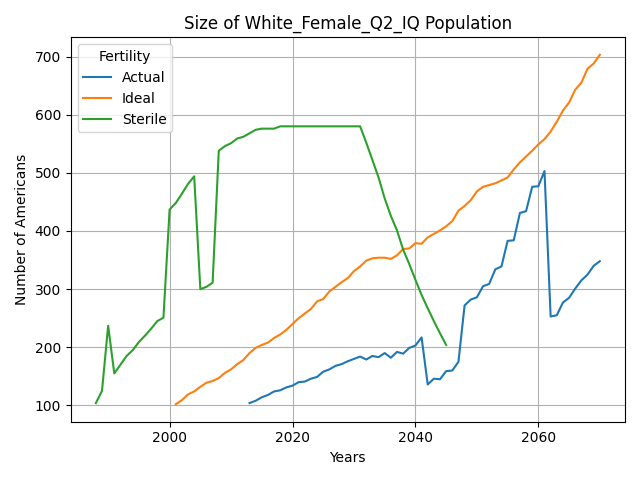 Size of White_Female_Q2_IQ Population
Fertility
Actual
Ideal
Sterile
Number of Americans
700
600
500
400
300
200
100
2000
2020
2040
2060
Years